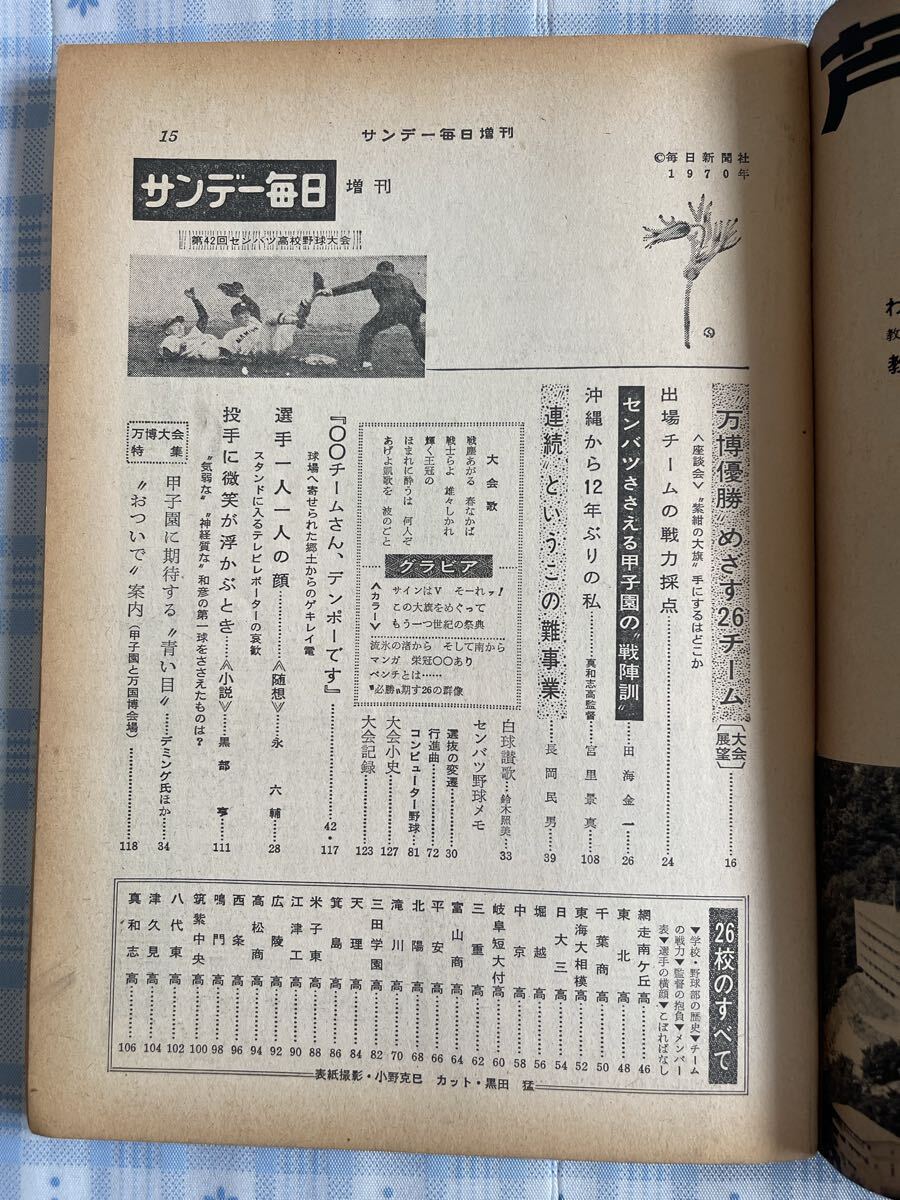 15
サンデー毎日増刊
©毎日新聞社
1970年
サンデー毎日
増刊
第42回センバツ高校野球大会
“万博優勝”めざす26チーム〔大会展望〕……16
＜座談会＞“紫紺の大旗”手にするはどこか
出場チームの戦力採点……24
センバツささえる甲子園の“戦陣訓”……田海金一……26
沖縄から12年ぶりの私……真和志高監督……宮里景真……108
“連続”というこの難事業……長岡民男……39
大会歌
戦塵あがる 春なかば
戦士らよ 雄々しかれ
輝く王冠の
ほまれに酔うは 何人ぞ
あげよ凱歌を 波のごと
グラビア
＜カラー＞
サインはV そーれッ！
この大旗をめぐって
もう一つ世紀の祭典
流氷の渚から そして南から
マンガ 栄冠〇〇あり
ベンチとは……
“必勝”期す26の群像
白球讃歌……鈴木照美……33
センバツ野球メモ
選抜の変遷……30
行進曲……72
コンピューター野球……81
大会小史……127
大会記録……123
『〇〇チームさん、デンポーです』……42・117
球場へ寄せられた郷土からのゲキレイ電
選手一人一人の顔……《随想》……永六輔……28
スタンドに入るテレビレポーターの哀歓
投手に微笑が浮かぶとき……《小説》……黒部亨……111
“気弱な”“神経質な”和彦の第一球をささえたものは？
万博大会
特集
甲子園に期待する“青い目”……デミング氏ほか……34
“おついで”案内（甲子園と万国博会場）……118
26校のすべて
▼学校・野球部の歴史▼チーム
の戦力▼監督の抱負▼メンバー
表▼選手の横顔▼こぼればなし
網走南ケ丘高……46
東北高……48
千葉商高……50
東海大相模高……52
日大三高……54
堀越高……56
中京高……58
岐阜短大付高……60
三重高……62
富山商高……64
平安高……66
北陽高……68
滝川高……70
三田学園高……82
天理高……84
箕島高……86
米子東高……88
江津工高……90
広陵高……92
高松商高……94
西条高……96
鳴門高……98
筑紫中央高……100
八代東高……102
津久見高……104
真和志高……106
表紙撮影・小野克巳 カット・黒田猛